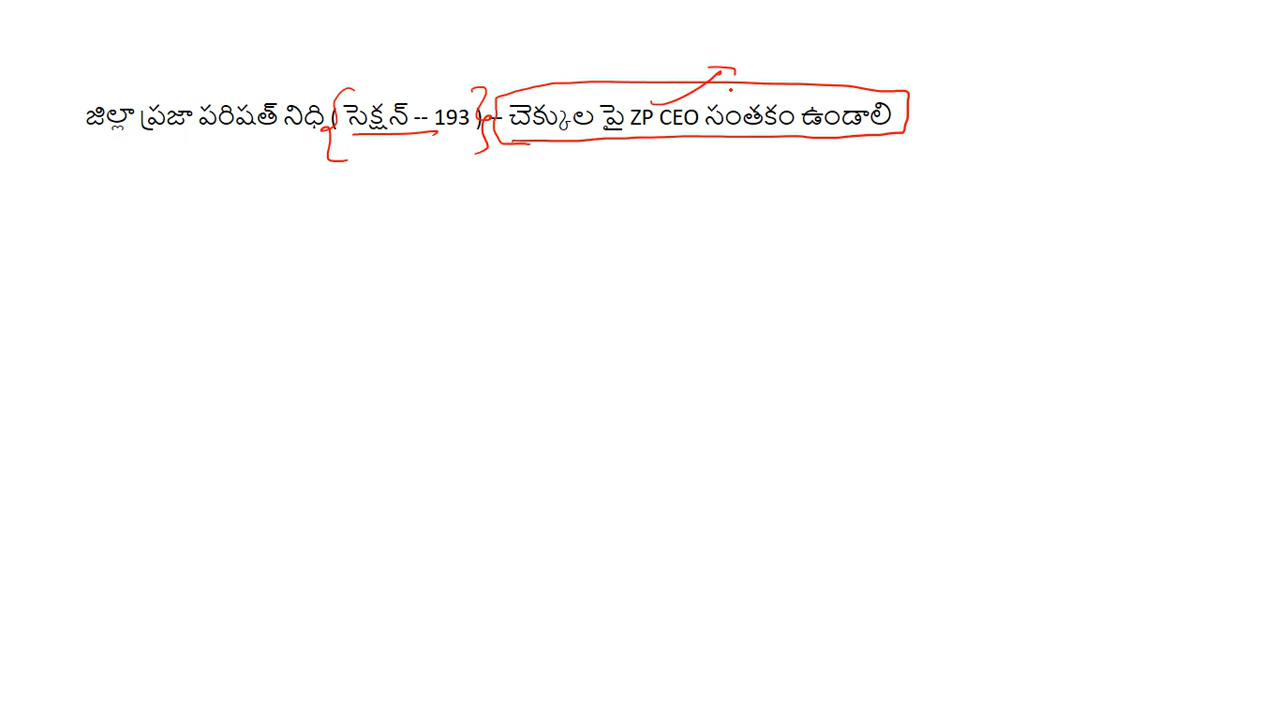 జిల్లా ప్రజా పరిషత్ నిధి ( సెక్షన్ -- 193 ) -- చెక్కుల పై ZP CEO సంతకం ఉండాలి